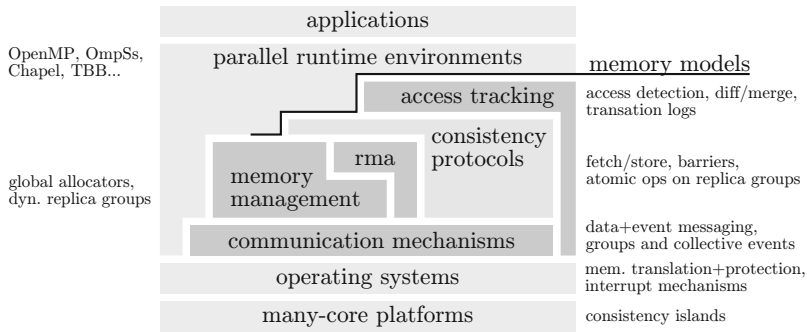 applications
OpenMP, OmpSs,
Chapel, TBB...
parallel runtime environments
memory models
access tracking
access detection, diff/merge,
transation logs
consistency
protocols
rma
memory
management
fetch/store, barriers,
atomic ops on replica groups
global allocators,
dyn. replica groups
communication mechanisms
data+event messaging,
groups and collective events
operating systems
mem. translation+protection,
interrupt mechanisms
many-core platforms
consistency islands